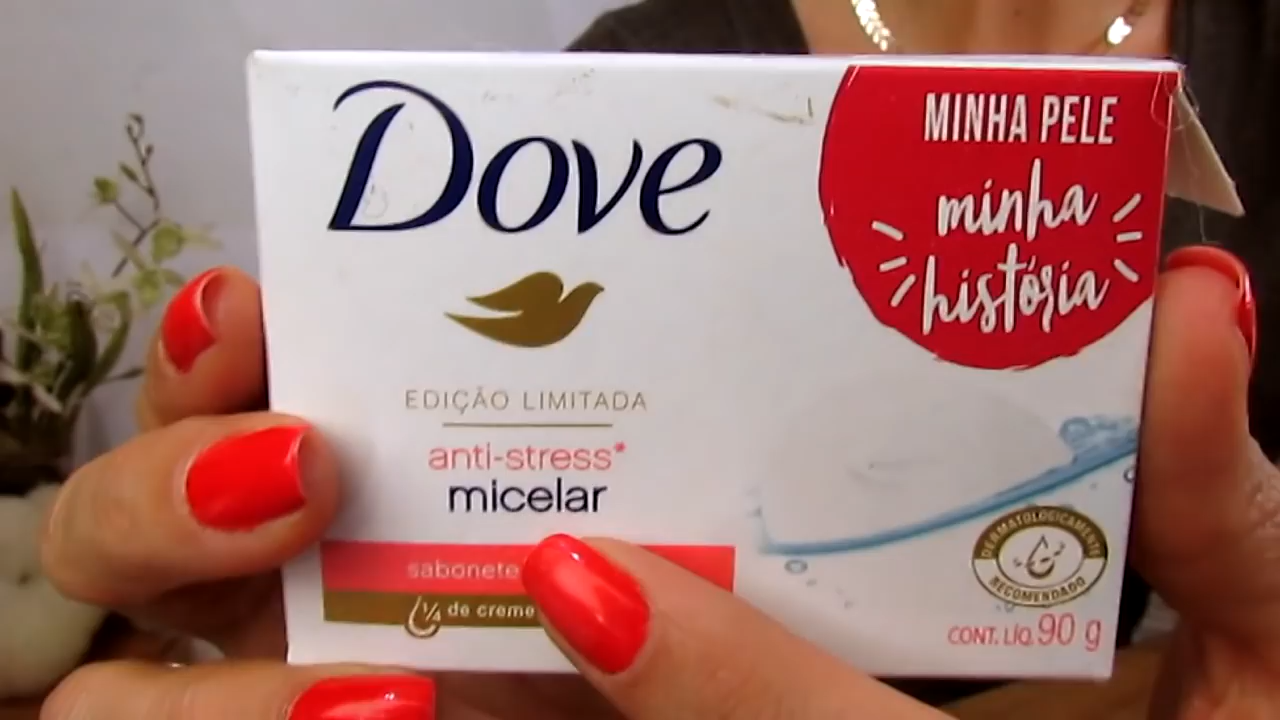 Dove
MINHA PELE
minha
história
EDIÇÃO LIMITADA
anti-stress*
micelar
sabonete
1/4 de creme
DERMATOLOGICAMENTE
RECOMENDADO
CONT. LÍQ. 90 g